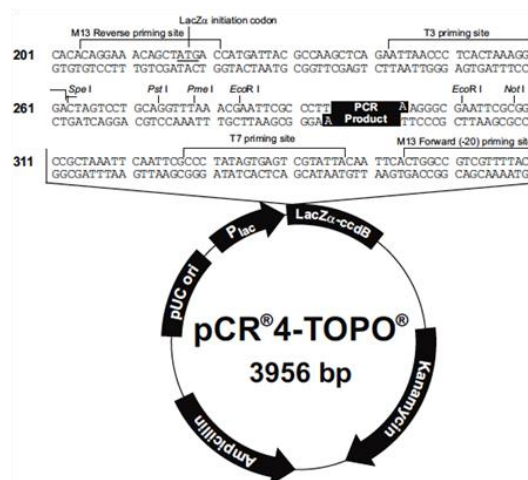 LacZα initiation codon
M13 Reverse priming site T3 priming site
201 CACACAGGAA ACAGCTATGA CCATGATTAC GCCAAGCTCA GAATTAACCC TCACTAAAGG
GTGTGTCCTT TGTCGATACT GGTACTAATG CGGTTCGAGT CTTAATTGGG AGTGATTTCC
Spe I Pst I Pme I EcoR I EcoR I Not I
261 GACTAGTCCT GCAGGTTTAA ACGAATTCGC CCTT PCR A AAGGGC GAATTCGCGG
CTGATCAGGA CGTCCAAATT TGCTTAAGCG GGAA A Product TTCCCG CTTAAGCGCC
T7 priming site M13 Forward (-20) priming site
311 CCGCTAAATT CAATTCGCCC TATAGTGAGT CGTATTACAA TTCACTGGCC GTCGTTTTAC
GGCGATTTAA GTTAAGCGGG ATATCACTCA GCATAATGTT AAGTGACCGG CAGCAAAATG
Plac
LacZα-ccdB
pUC ori
pCR®4-TOPO®
3956 bp
Kanamycin
Ampicillin